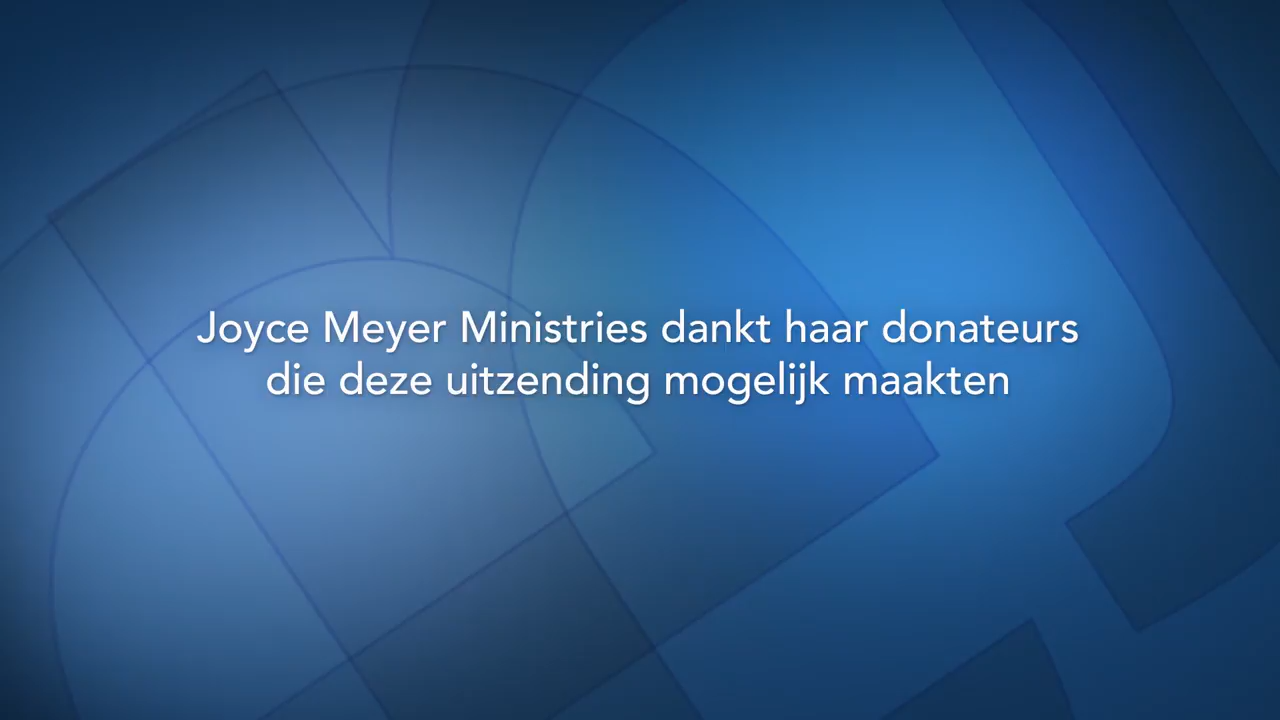 Joyce Meyer Ministries dankt haar donateurs
die deze uitzending mogelijk maakten